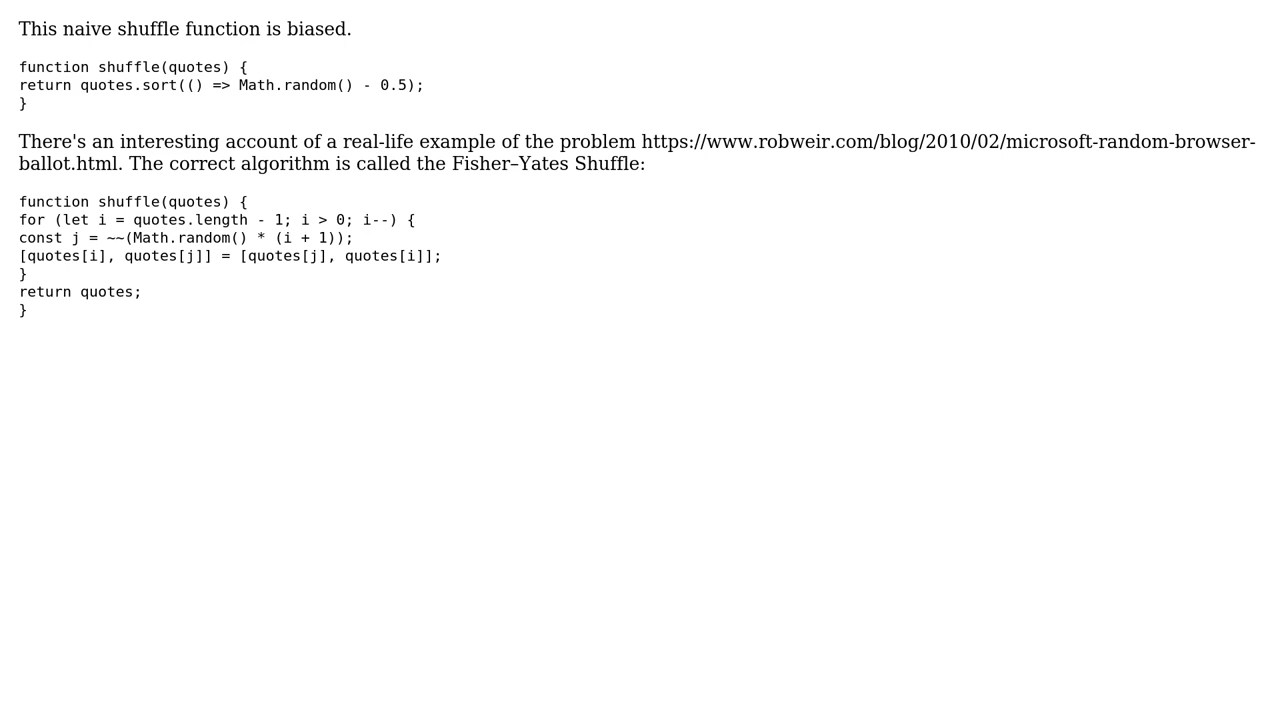 This naive shuffle function is biased.
function shuffle(quotes) {
return quotes.sort(() => Math.random() - 0.5);
}
There's an interesting account of a real-life example of the problem https://www.robweir.com/blog/2010/02/microsoft-random-browser-
ballot.html. The correct algorithm is called the Fisher–Yates Shuffle:
function shuffle(quotes) {
for (let i = quotes.length - 1; i > 0; i--) {
const j = ~~(Math.random() * (i + 1));
[quotes[i], quotes[j]] = [quotes[j], quotes[i]];
}
return quotes;
}